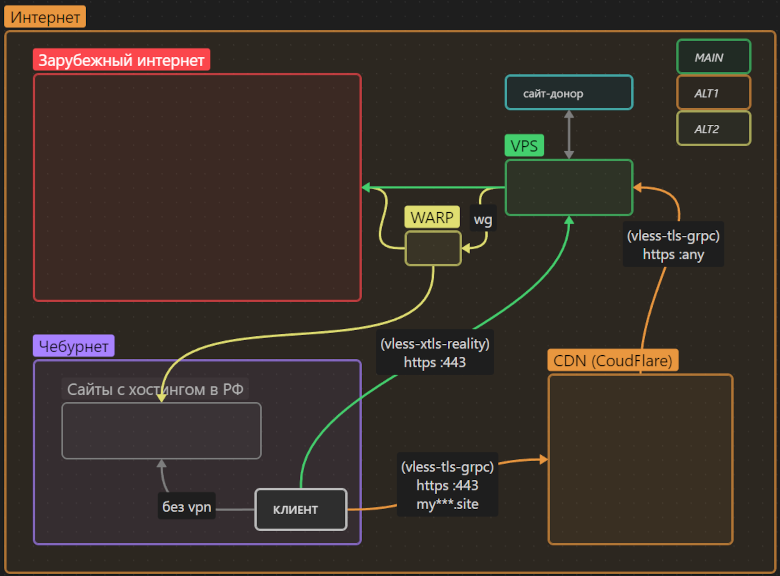 Интернет
Зарубежный интернет
MAIN
ALT1
ALT2
сайт-донор
VPS
WARP
wg
(vless-tls-grpc)
https :any
Чебурнет
(vless-xtls-reality)
https :443
CDN (CoudFlare)
Сайты с хостингом в РФ
(vless-tls-grpc)
https :443
my***.site
без vpn
КЛИЕНТ